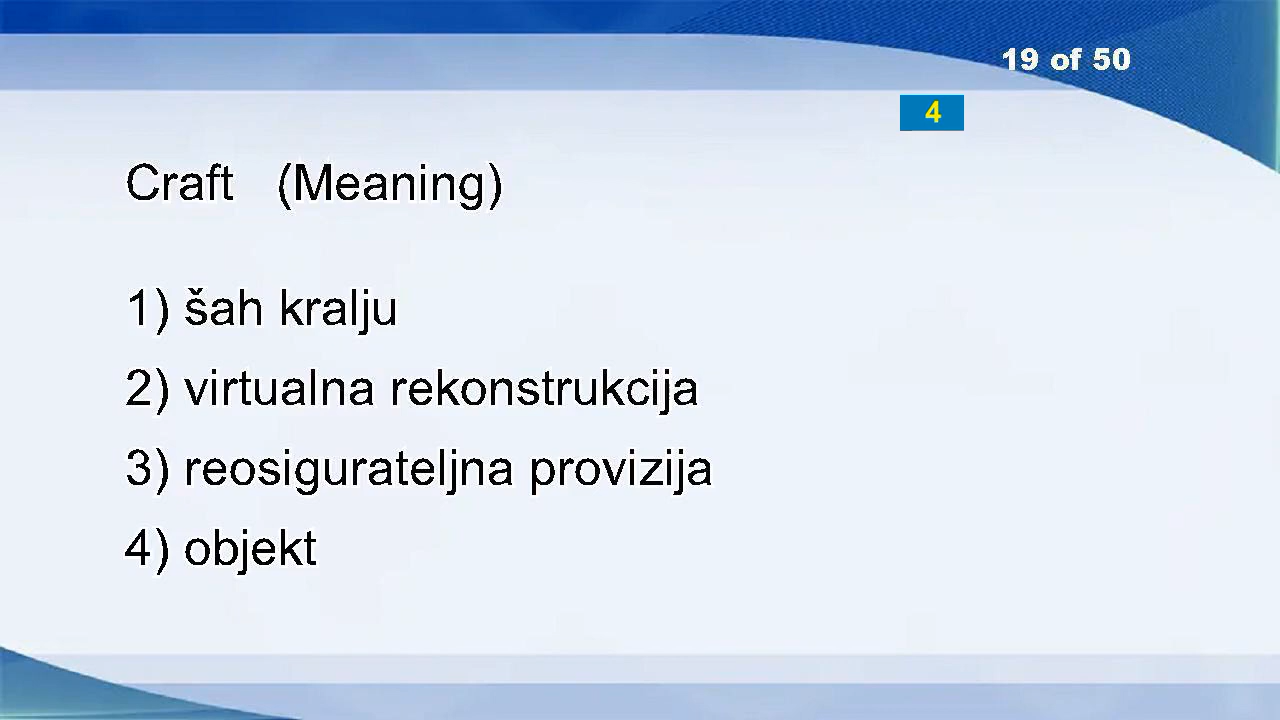 19 of 50
4
Craft (Meaning)
1) šah kralju
2) virtualna rekonstrukcija
3) reosigurateljna provizija
4) objekt